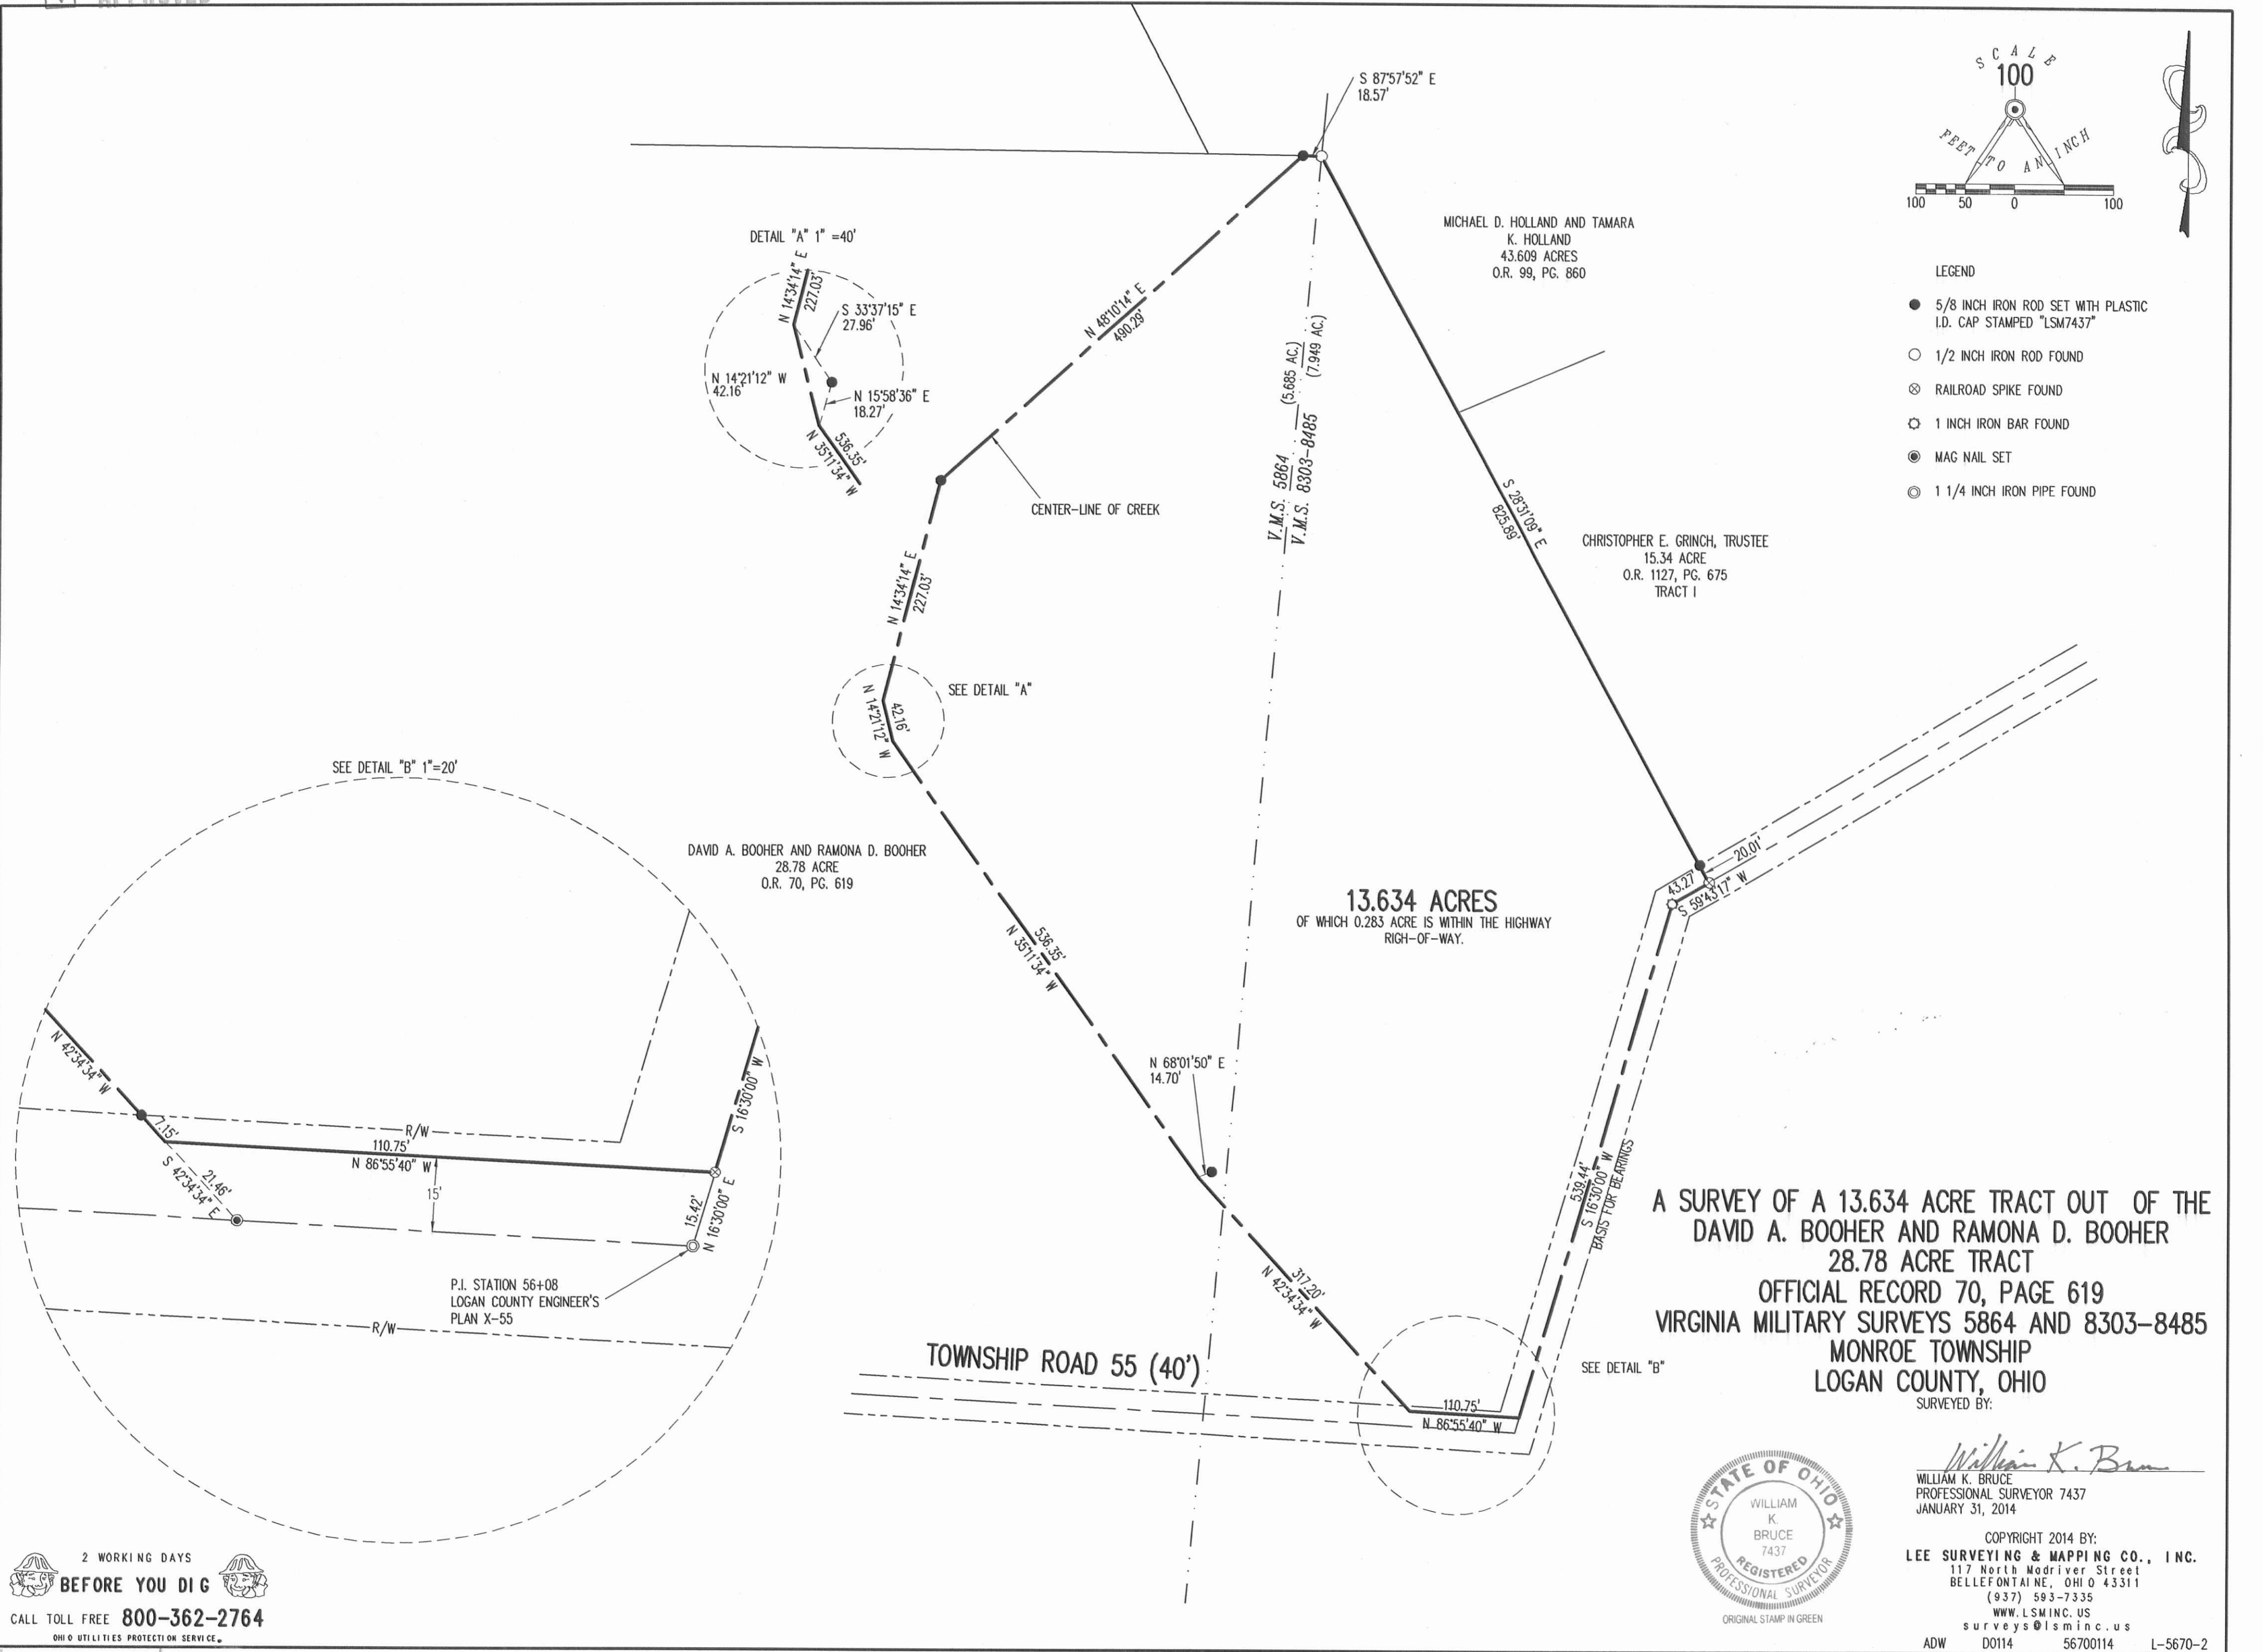 APPROVED
S 87°57'52" E
18.57'
SCALE
100
FEET TO AN INCH
100 50 0 100
MICHAEL D. HOLLAND AND TAMARA
K. HOLLAND
43.609 ACRES
O.R. 99, PG. 860
DETAIL "A" 1" =40'
N 14°34'14" E
227.03'
S 33°37'15" E
27.96'
N 14°21'12" W
42.16'
N 15°58'36" E
18.27'
536.35'
N 35°11'34" W
LEGEND
5/8 INCH IRON ROD SET WITH PLASTIC
I.D. CAP STAMPED "LSM7437"
1/2 INCH IRON ROD FOUND
RAILROAD SPIKE FOUND
1 INCH IRON BAR FOUND
MAG NAIL SET
1 1/4 INCH IRON PIPE FOUND
N 48°10'14" E
490.29'
CENTER-LINE OF CREEK
V.M.S. 5864 (5.685 AC.)
V.M.S. 8303-8485 (7.949 AC.)
S 28°31'09" E
825.89'
CHRISTOPHER E. GRINCH, TRUSTEE
15.34 ACRE
O.R. 1127, PG. 675
TRACT I
N 14°34'14" E
227.03'
SEE DETAIL "A"
42.16'
N 14°21'12" W
SEE DETAIL "B" 1"=20'
DAVID A. BOOHER AND RAMONA D. BOOHER
28.78 ACRE
O.R. 70, PG. 619
20.01'
43.27'
S 59°43'17" W
13.634 ACRES
OF WHICH 0.283 ACRE IS WITHIN THE HIGHWAY
RIGH-OF-WAY.
536.35'
N 35°11'34" W
N 68°01'50" E
14.70'
N 42°34'34" W
7.15'
R/W
110.75'
N 86°55'40" W
S 16°30'00" W
21.46'
S 42°34'34" E
15'
15.42'
N 16°30'00" E
P.I. STATION 56+08
LOGAN COUNTY ENGINEER'S
PLAN X-55
R/W
539.44'
S 16°30'00" W
BASIS FOR BEARINGS
317.20'
N 42°34'34" W
TOWNSHIP ROAD 55 (40')
SEE DETAIL "B"
110.75'
N 86°55'40" W
A SURVEY OF A 13.634 ACRE TRACT OUT OF THE
DAVID A. BOOHER AND RAMONA D. BOOHER
28.78 ACRE TRACT
OFFICIAL RECORD 70, PAGE 619
VIRGINIA MILITARY SURVEYS 5864 AND 8303-8485
MONROE TOWNSHIP
LOGAN COUNTY, OHIO
SURVEYED BY:
William K. Bruce
WILLIAM K. BRUCE
PROFESSIONAL SURVEYOR 7437
JANUARY 31, 2014
STATE OF OHIO
WILLIAM
K.
BRUCE
7437
REGISTERED
PROFESSIONAL SURVEYOR
ORIGINAL STAMP IN GREEN
COPYRIGHT 2014 BY:
LEE SURVEYING & MAPPING CO., INC.
117 North Madriver Street
BELLEFONTAINE, OHIO 43311
(937) 593-7335
WWW.LSMINC.US
surveys@lsminc.us
ADW D0114 56700114 L-5670-2
2 WORKING DAYS
BEFORE YOU DIG
CALL TOLL FREE 800-362-2764
OHIO UTILITIES PROTECTION SERVICE.